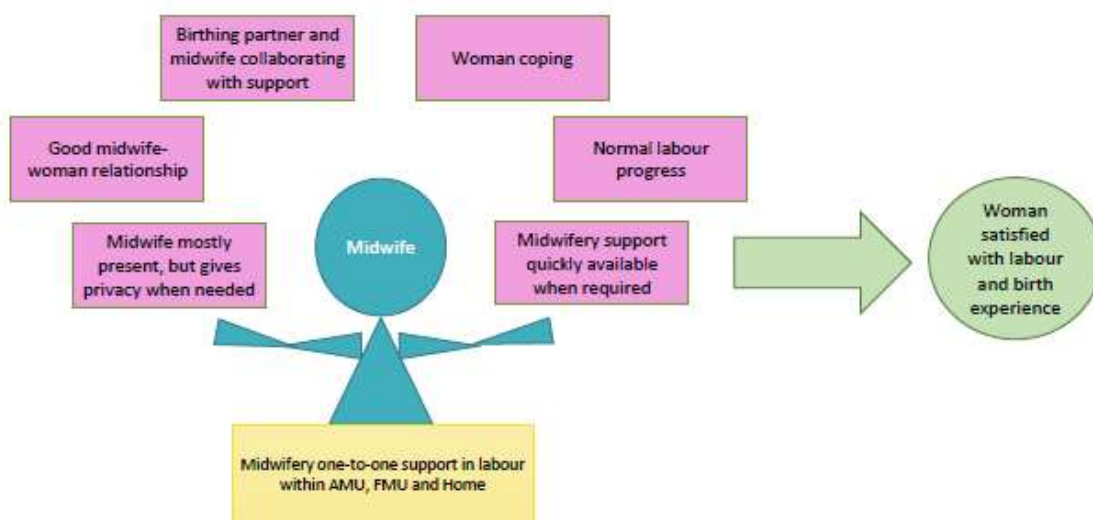 Birthing partner and
midwife collaborating
with support
Woman coping
Good midwife-
woman relationship
Normal labour
progress
Midwife mostly
present, but gives
privacy when needed
Midwife
Midwifery support
quickly available
when required
Woman
satisfied
with labour
and birth
experience
Midwifery one-to-one support in labour
within AMU, FMU and Home